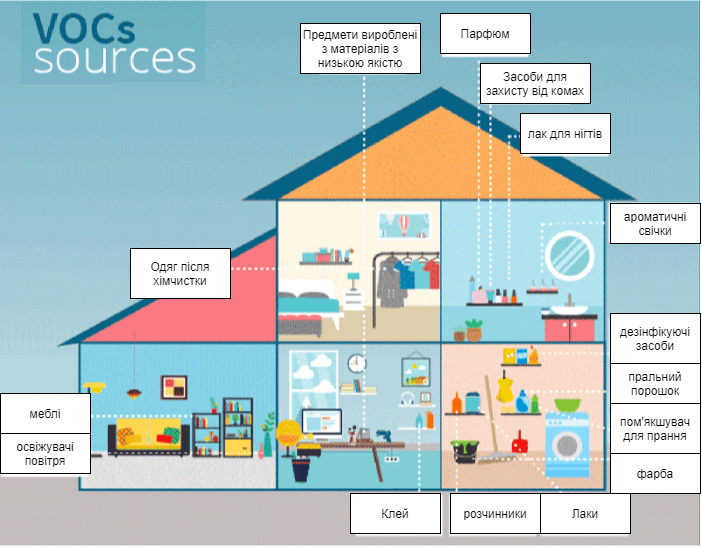 VOCs
sources
Предмети вироблені
з матеріалів з
низькою якістю
Парфюм
Засоби для
захисту від комах
лак для нігтів
ароматичні
свічки
Одяг після
хімчистки
дезінфікуючі
засоби
пральний
порошок
пом'якшувач
для прання
фарба
меблі
освіжувачі
повітря
Клей
розчинники
Лаки